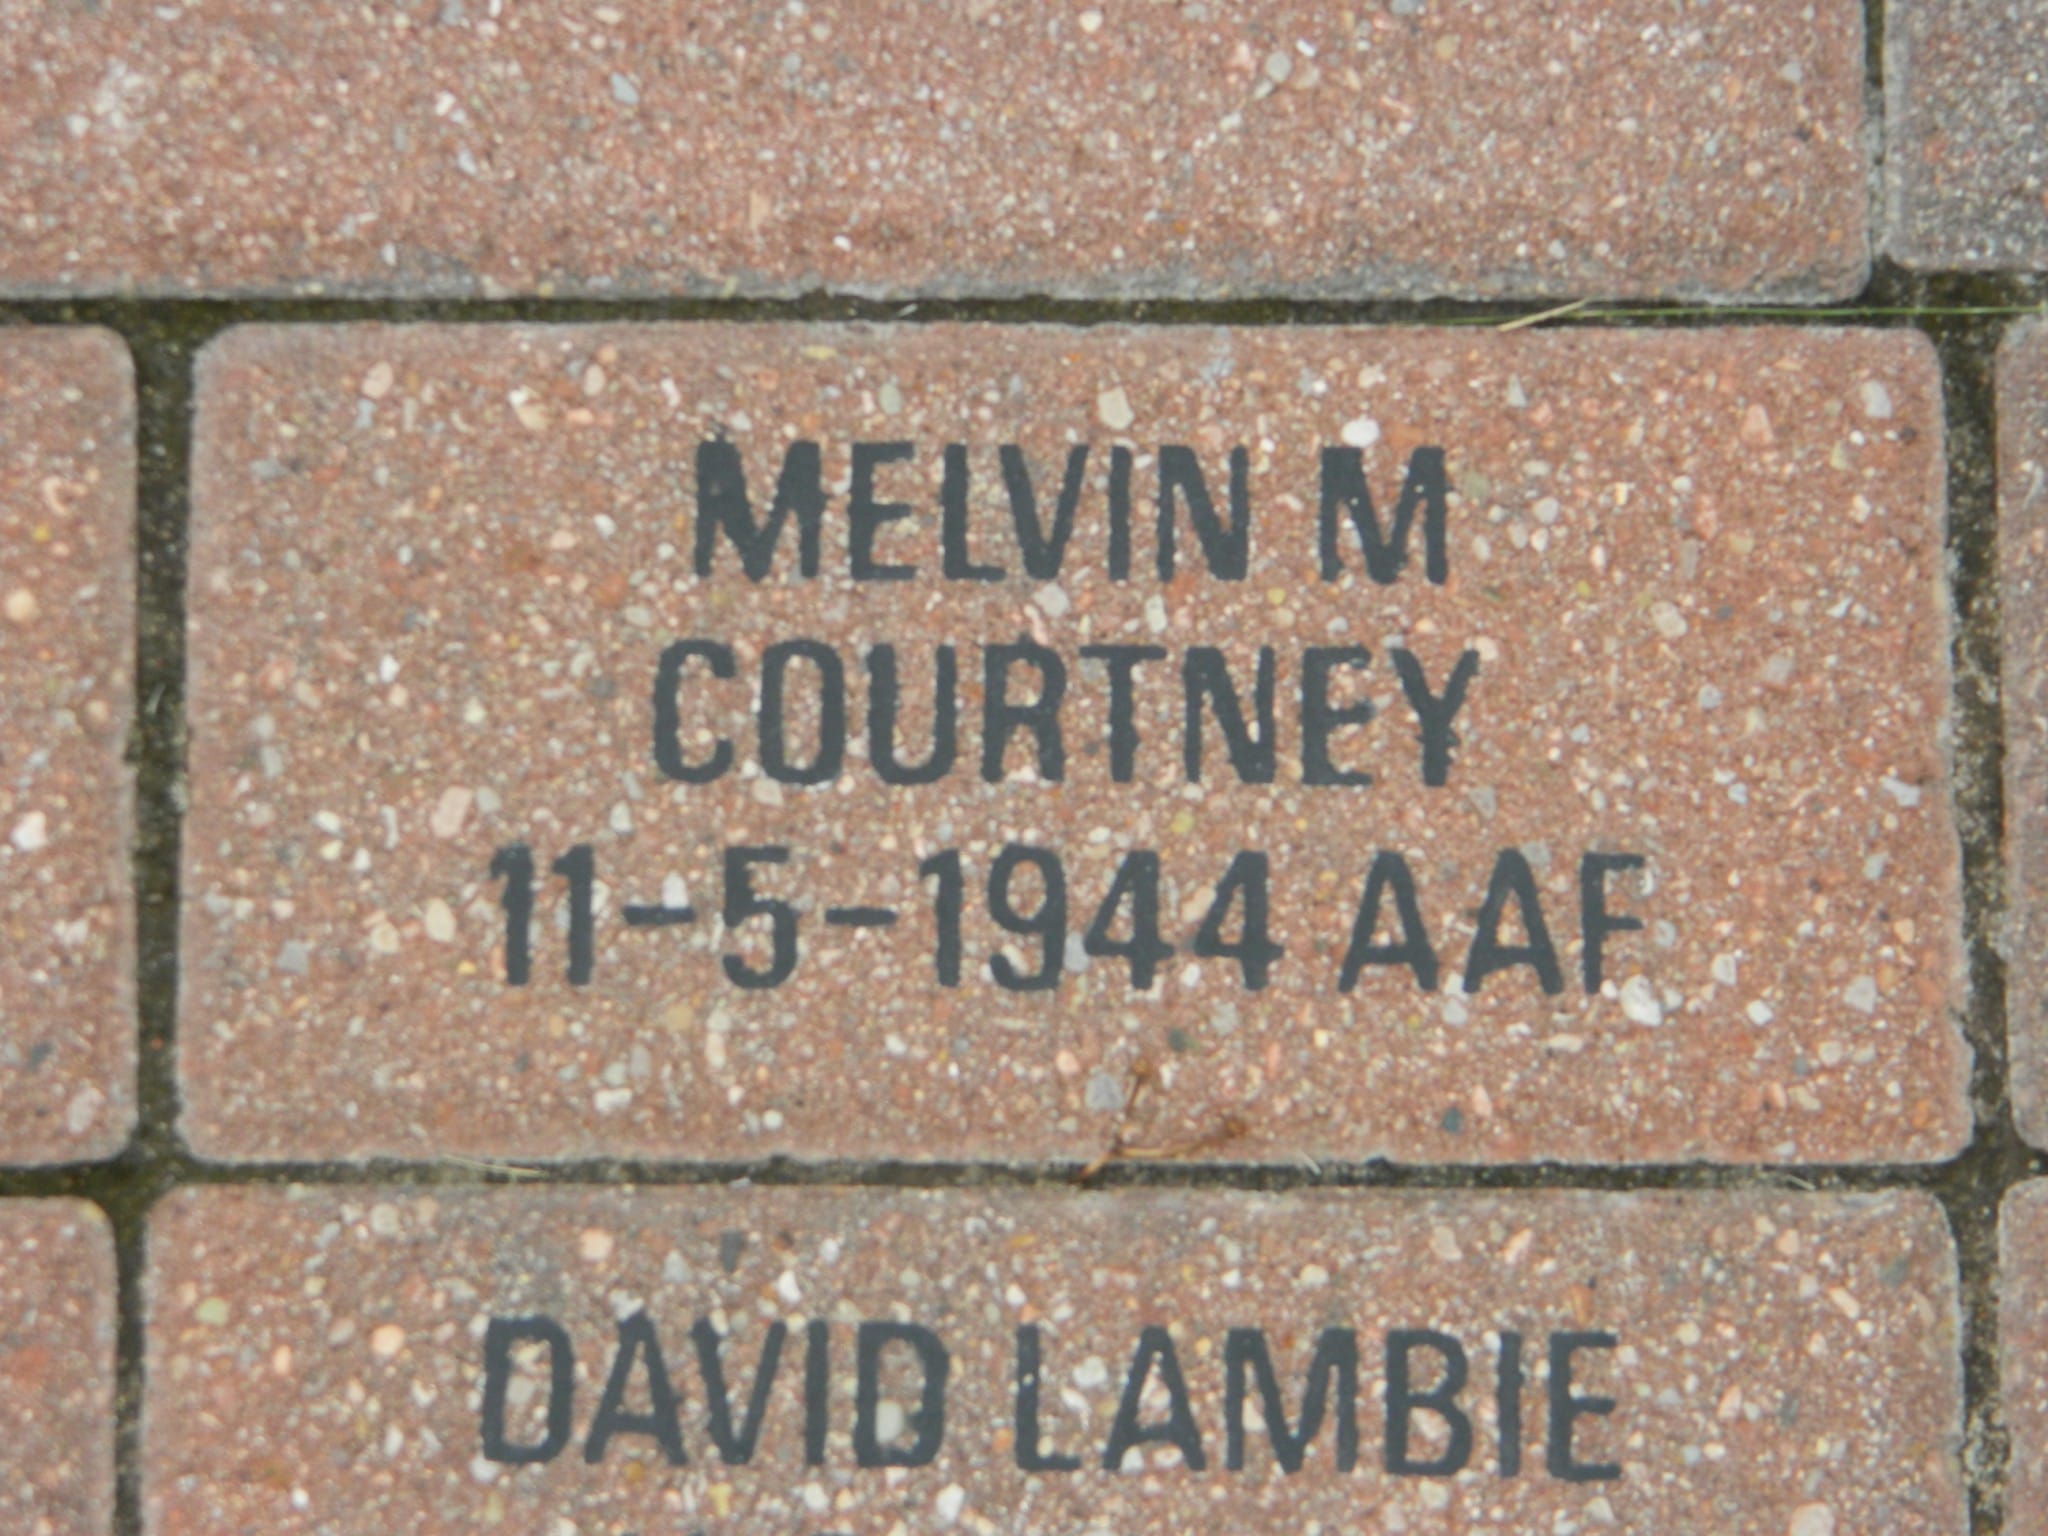 MELVIN M
COURTNEY
11-5-1944 AAF
DAVID LAMBIE